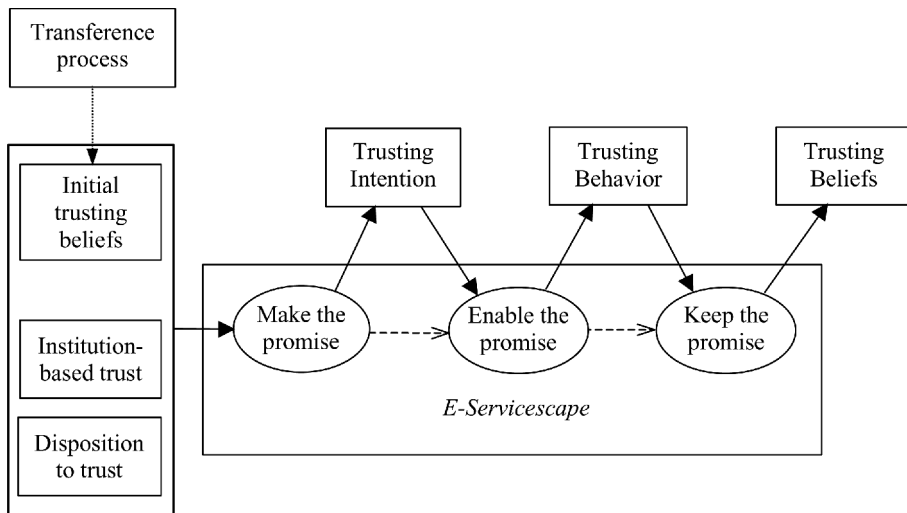 Transference
process
Trusting
Intention
Trusting
Behavior
Trusting
Beliefs
Initial
trusting
beliefs
Institution-
based trust
Disposition
to trust
Make the
promise
Enable the
promise
Keep the
promise
E-Servicescape